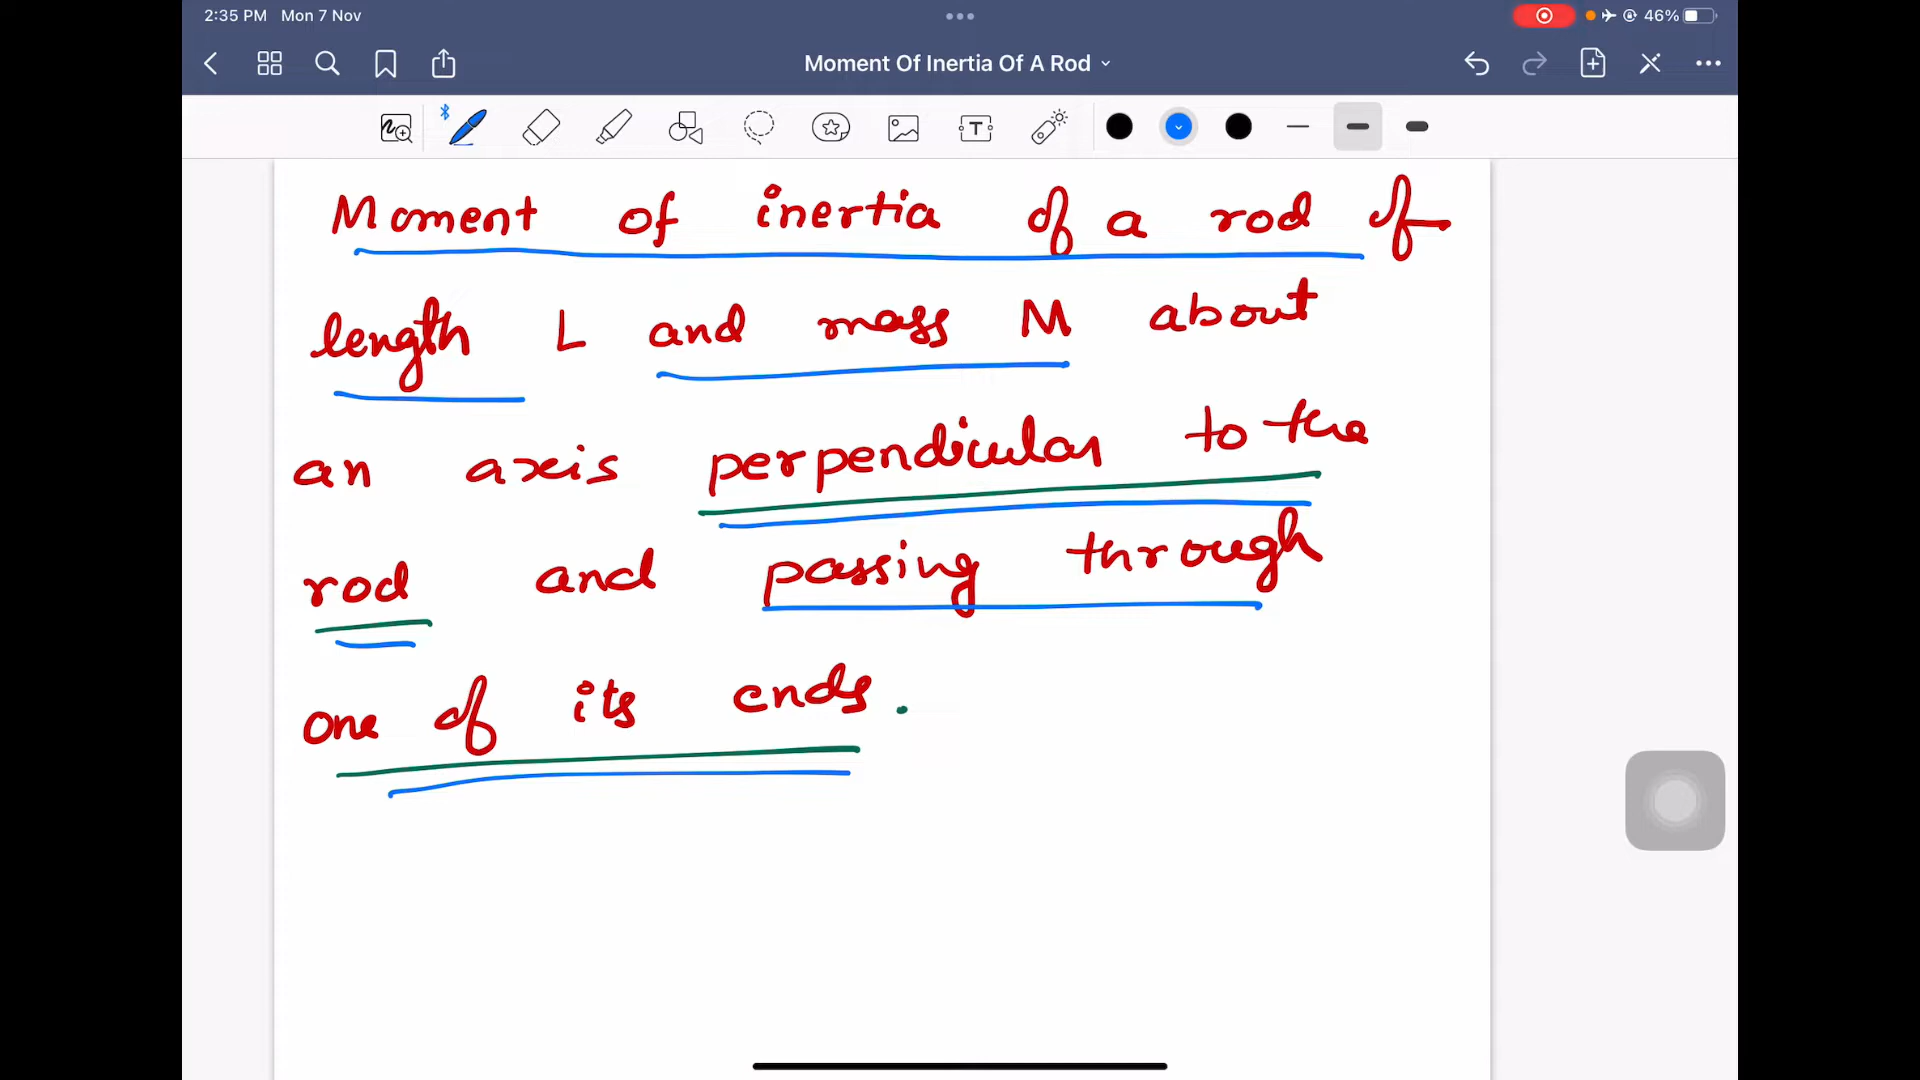 2:35 PM Mon 7 Nov
46%
Moment Of Inertia Of A Rod
T
Moment of inertia of a rod of
length L and mass M about
an axis perpendicular to the
rod and passing through
one of its ends.